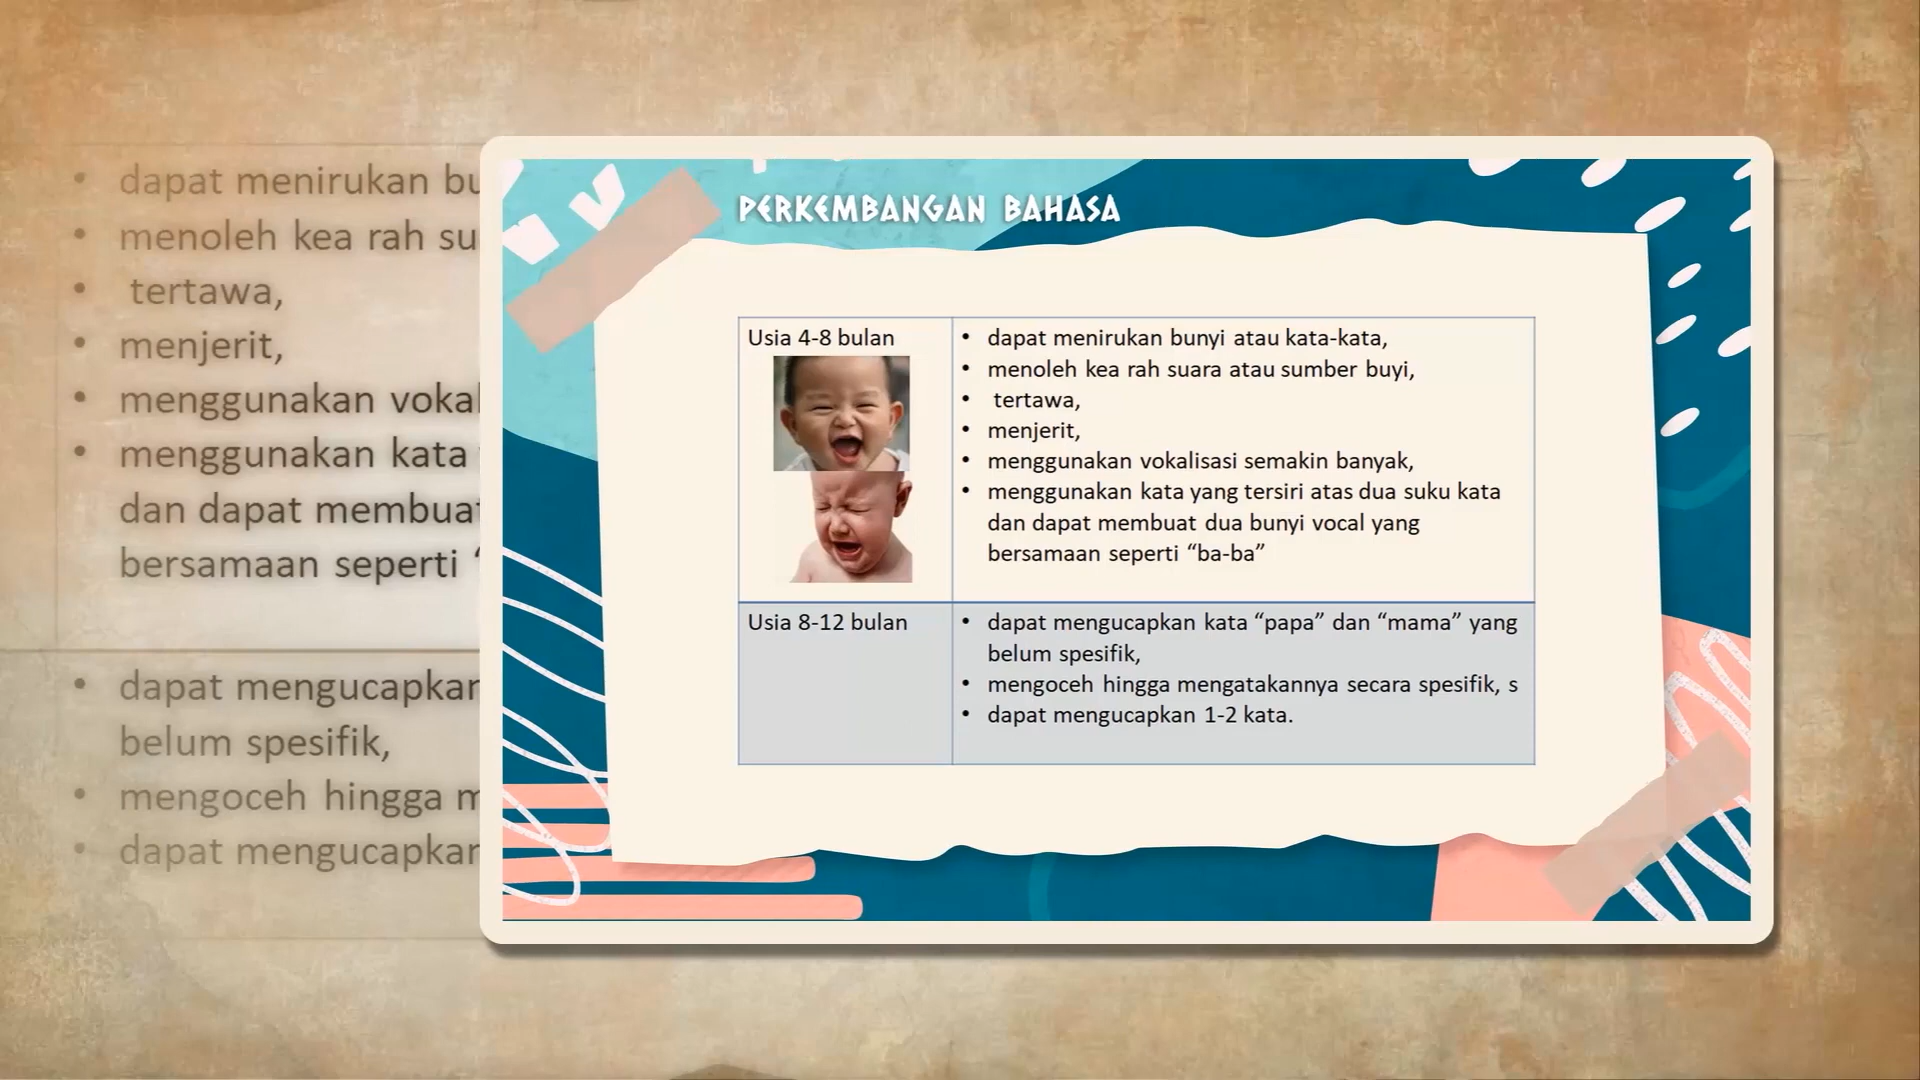 dapat menirukan bu
menoleh kea rah su
tertawa,
menjerit,
menggunakan vokal
menggunakan kata
dan dapat membuat
bersamaan seperti “
dapat mengucapkan
belum spesifik,
mengoceh hingga m
dapat mengucapkan
PERKEMBANGAN BAHASA
Usia 4-8 bulan
• dapat menirukan bunyi atau kata-kata,
• menoleh kea rah suara atau sumber buyi,
• tertawa,
• menjerit,
• menggunakan vokalisasi semakin banyak,
• menggunakan kata yang tersiri atas dua suku kata
dan dapat membuat dua bunyi vocal yang
bersamaan seperti “ba-ba”
Usia 8-12 bulan
• dapat mengucapkan kata “papa” dan “mama” yang
belum spesifik,
• mengoceh hingga mengatakannya secara spesifik, s
• dapat mengucapkan 1-2 kata.